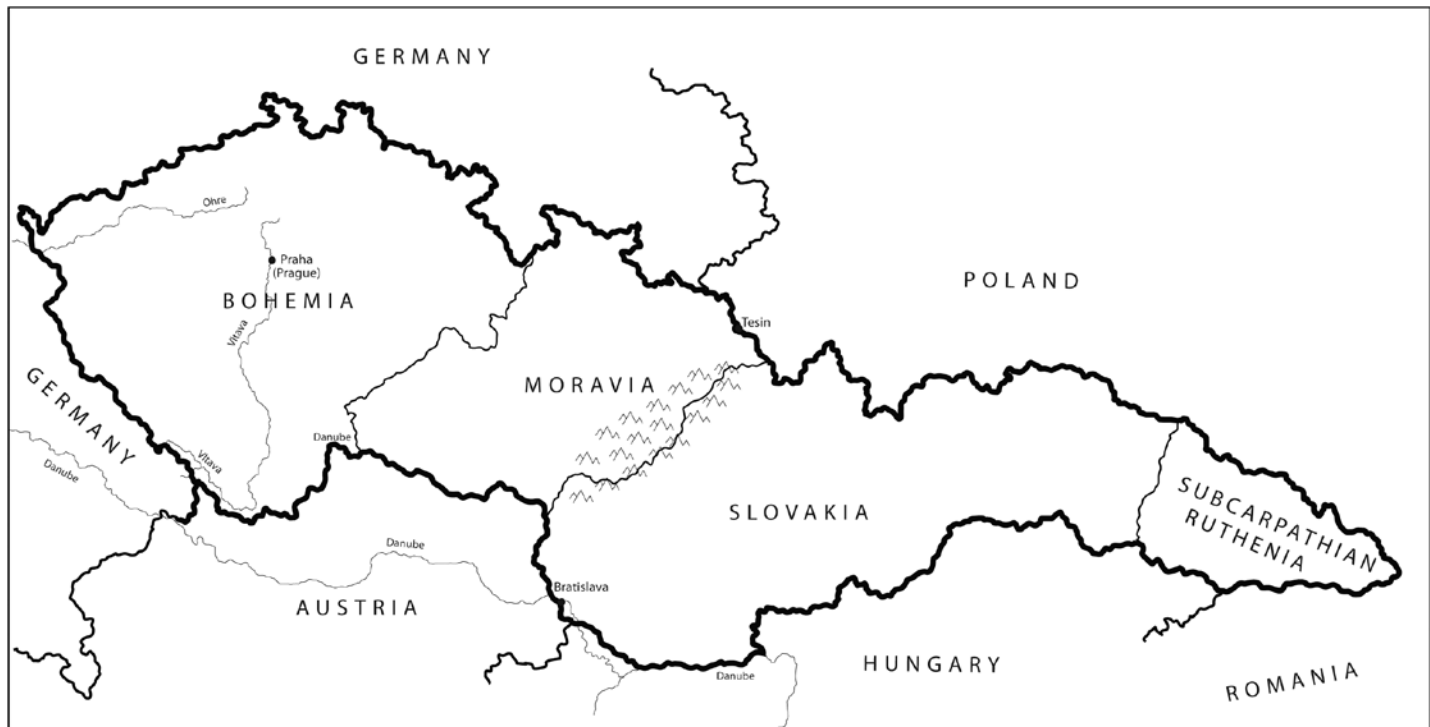 GERMANY
Ohre
Praha
(Prague)
BOHEMIA
POLAND
Tesin
Vltava
MORAVIA
GERMANY
Danube
Vltava
Danube
SLOVAKIA
SUBCARPATHIAN
RUTHENIA
Danube
Bratislava
AUSTRIA
HUNGARY
Danube
ROMANIA